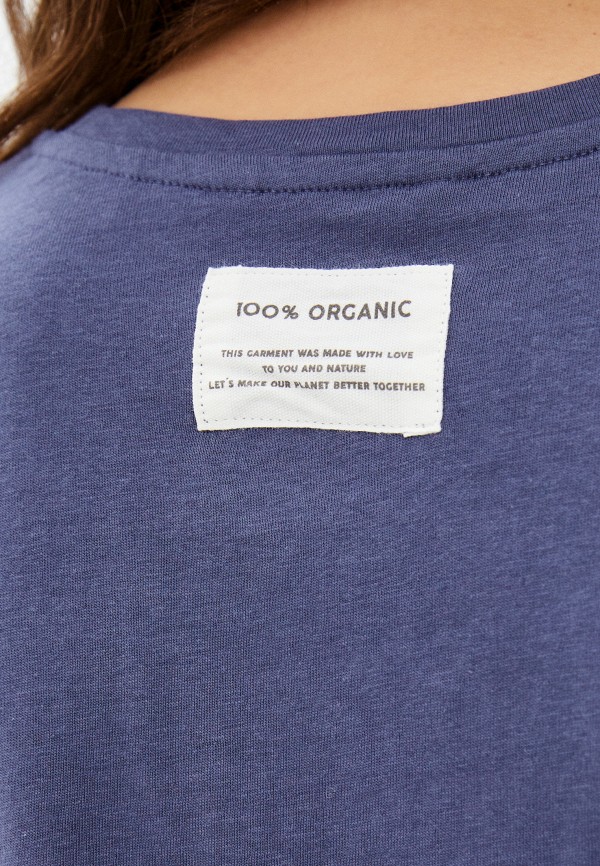 100% ORGANIC
THIS GARMENT WAS MADE WITH LOVE
TO YOU AND NATURE
LET'S MAKE OUR PLANET BETTER TOGETHER